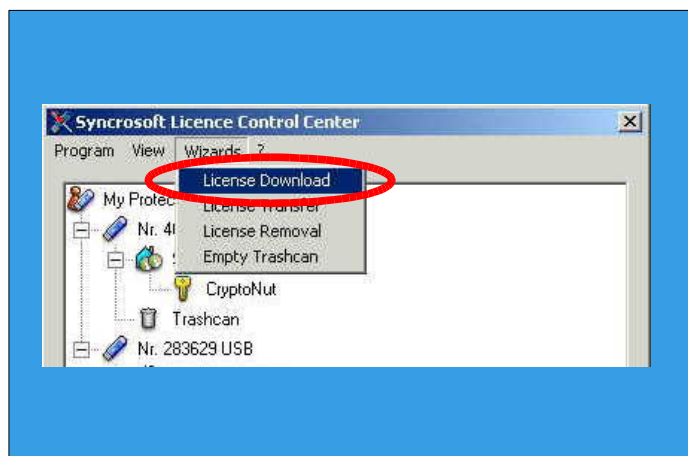 Syncrosoft Licence Control Center
Program View Wizards ?
License Download
My Protec
License Transfer
Nr. 4
License Removal
Empty Trashcan
CryptoNut
Trashcan
Nr. 283629 USB